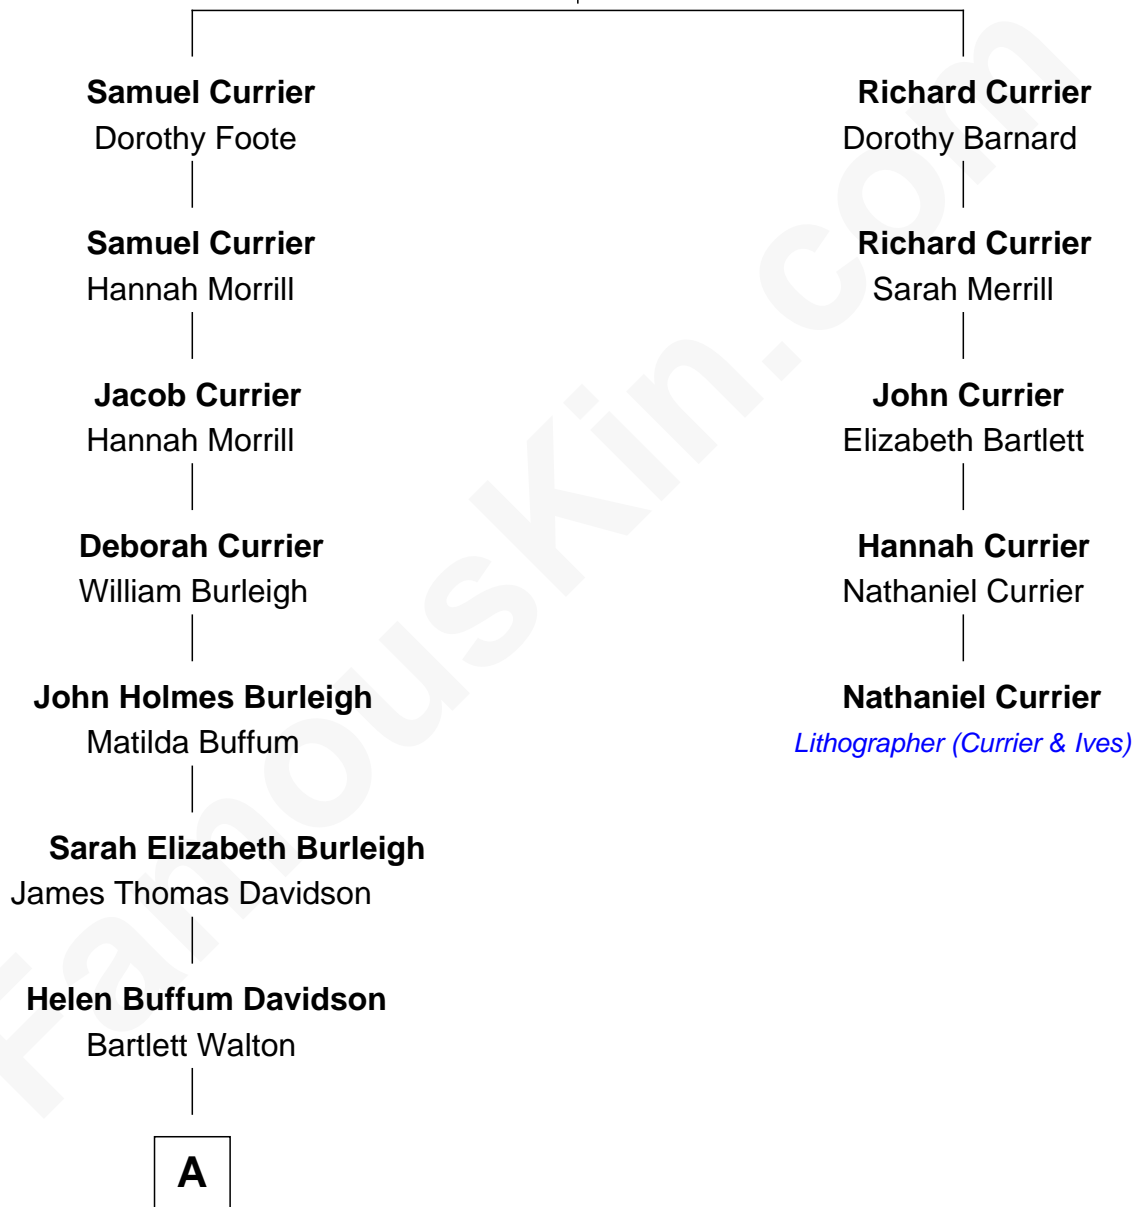 Samuel Currier
Dorothy Foote
Samuel Currier
Hannah Morrill
Jacob Currier
Hannah Morrill
Deborah Currier
William Burleigh
John Holmes Burleigh
Matilda Buffum
Sarah Elizabeth Burleigh
James Thomas Davidson
Helen Buffum Davidson
Bartlett Walton
A
Richard Currier
Dorothy Barnard
Richard Currier
Sarah Merrill
John Currier
Elizabeth Bartlett
Hannah Currier
Nathaniel Currier
Nathaniel Currier
Lithographer (Currier & Ives)
FamousKin.com